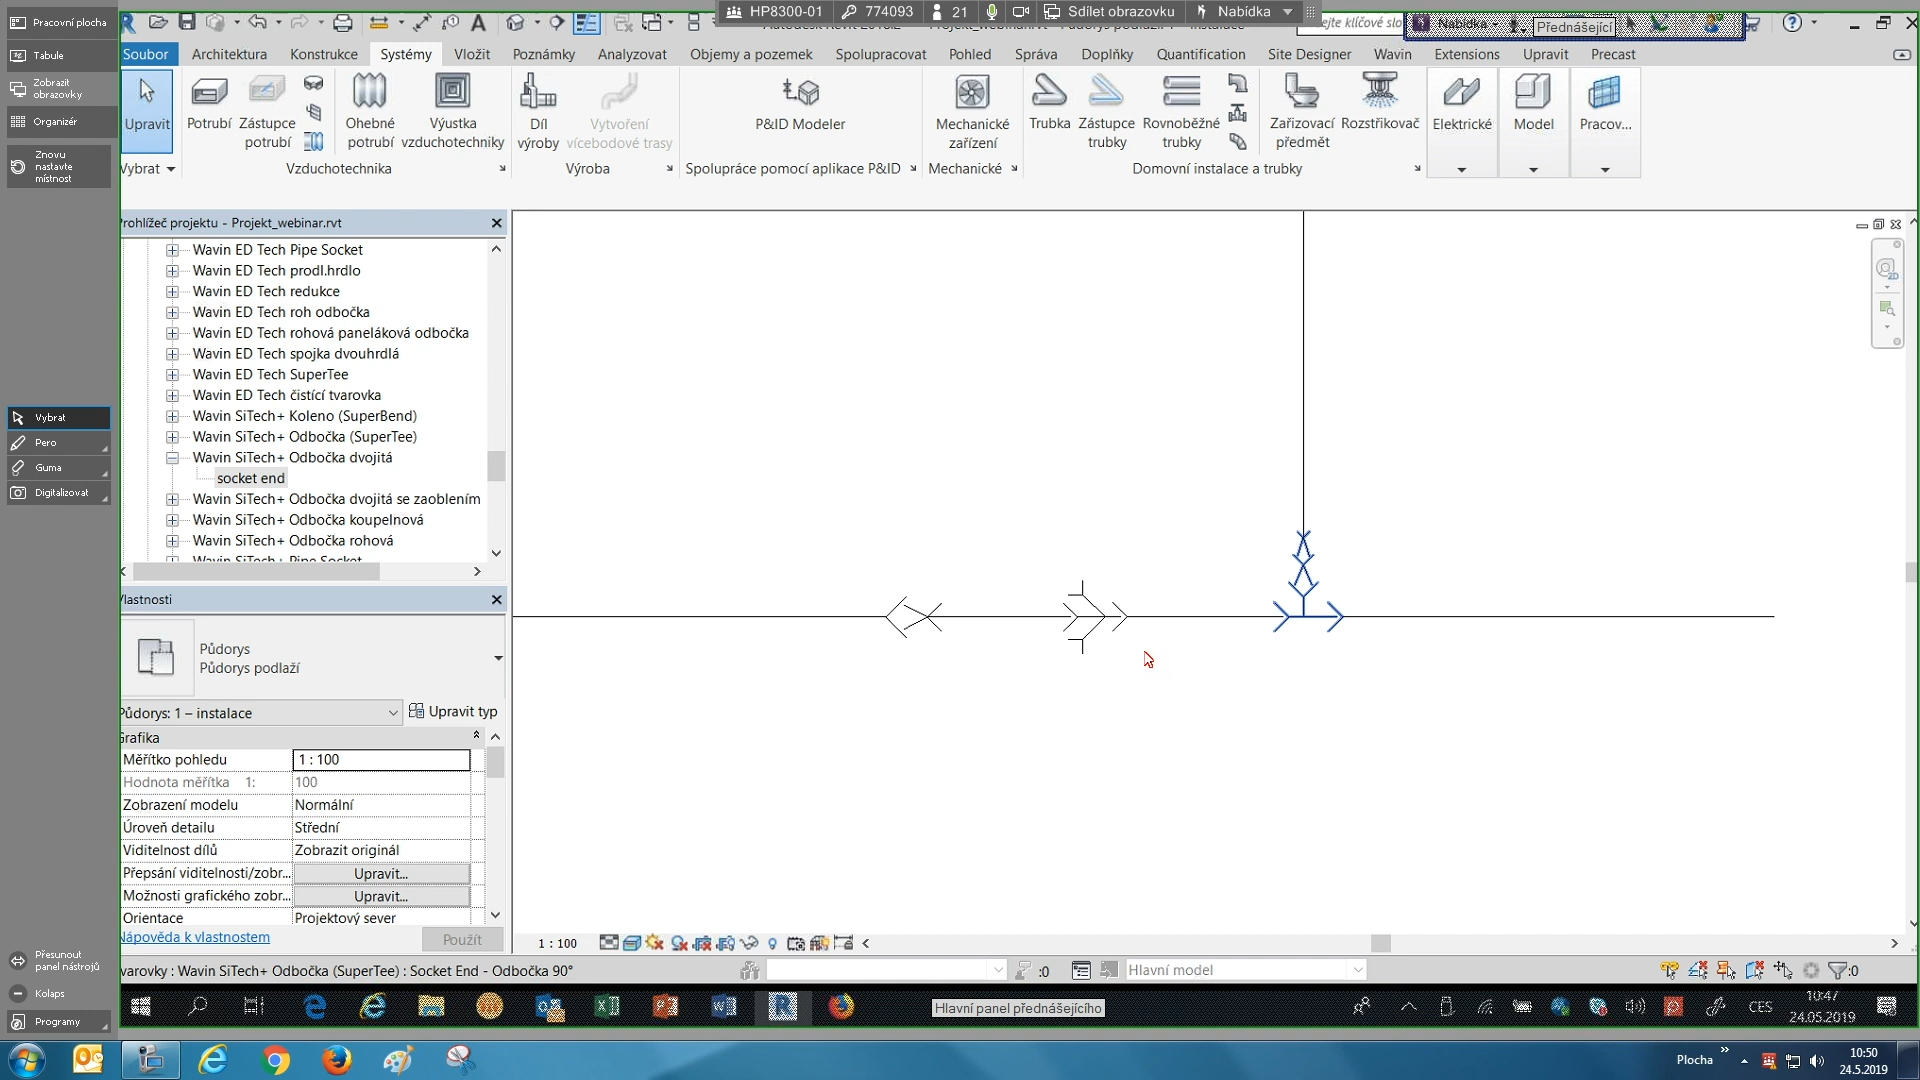 HP8300-01
774093
21
Sdílet obrazovku
Nabídka
Přednášející
Pracovní plocha
Tabule
Zobrazit
obrazovky
Organizér
Znovu
nastavte
místnost
Vybrat
Pero
Guma
Digitalizovat
Přesunout
panel nástrojů
Kolaps
Programy
Soubor
Architektura
Konstrukce
Systémy
Vložit
Poznámky
Analyzovat
Objemy a pozemek
Spolupracovat
Pohled
Správa
Doplňky
Quantification
Site Designer
Wavin
Extensions
Upravit
Precast
Upravit
Potrubí
Zástupce
potrubí
Ohebné
potrubí
Výustka
vzduchotechniky
Díl
výroby
Vytvoření
vícebodové trasy
P&ID Modeler
Mechanické
zařízení
Trubka
Zástupce
trubky
Rovnoběžné
trubky
Zařizovací
předmět
Rozstřikovač
Elektrické
Model
Pracov...
Vybrat
Vzduchotechnika
Výroba
Spolupráce pomocí aplikace P&ID
Mechanické
Domovní instalace a trubky
Prohlížeč projektu - Projekt_webinar.rvt
Wavin ED Tech Pipe Socket
Wavin ED Tech prodl.hrdlo
Wavin ED Tech redukce
Wavin ED Tech roh odbočka
Wavin ED Tech rohová paneláková odbočka
Wavin ED Tech spojka dvouhrdlá
Wavin ED Tech SuperTee
Wavin ED Tech čistící tvarovka
Wavin SiTech+ Koleno (SuperBend)
Wavin SiTech+ Odbočka (SuperTee)
Wavin SiTech+ Odbočka dvojitá
socket end
Wavin SiTech+ Odbočka dvojitá se zaoblením
Wavin SiTech+ Odbočka koupelnová
Wavin SiTech+ Odbočka rohová
Wavin SiTech+ Pipe Socket
Vlastnosti
Půdorys
Půdorys podlaží
Půdorys: 1 – instalace
Upravit typ
Grafika
Měřítko pohledu
1 : 100
Hodnota měřítka 1:
100
Zobrazení modelu
Normální
Úroveň detailu
Střední
Viditelnost dílů
Zobrazit originál
Přepsání viditelnosti/zobr...
Upravit...
Možnosti grafického zobr...
Upravit...
Orientace
Projektový sever
Nápověda k vlastnostem
Použít
1 : 100
varovky : Wavin SiTech+ Odbočka (SuperTee) : Socket End - Odbočka 90°
:0
Hlavní model
:0
Hlavní panel přednášejícího
CES
10:47
24.05.2019
Plocha
10:50
24.5.2019